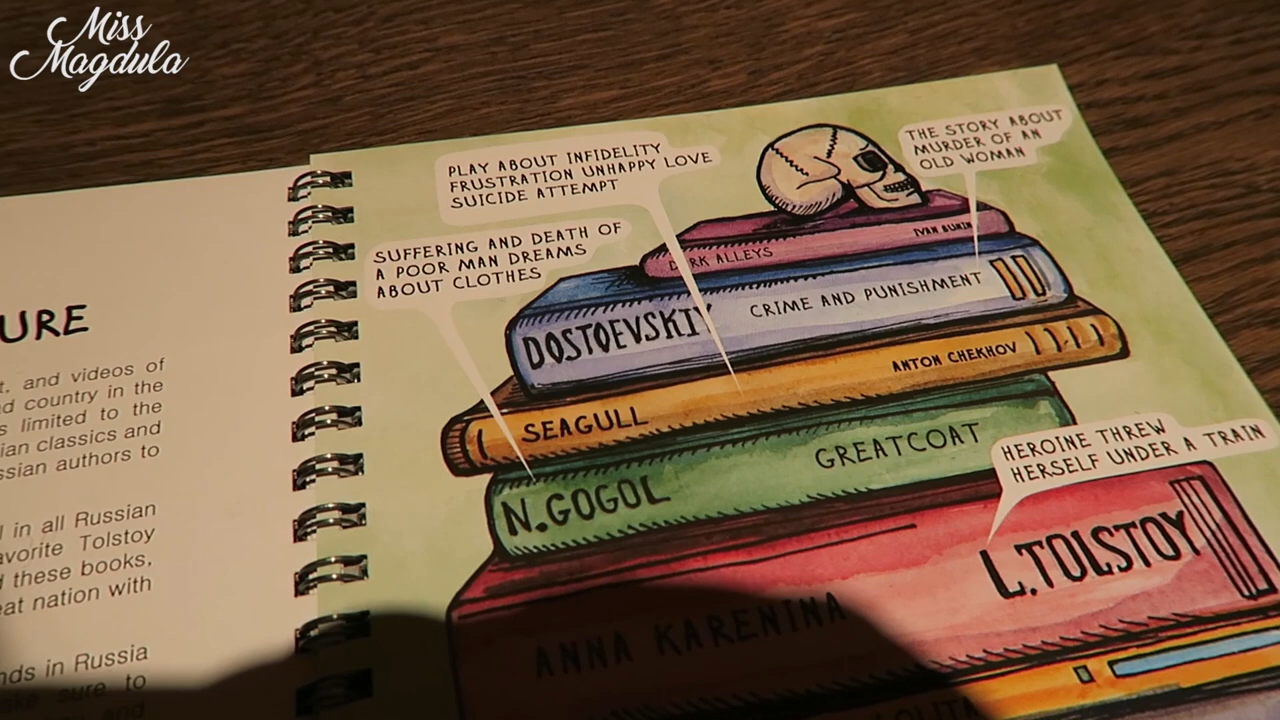 Miss
Magdula
URE
t, and videos of
d country in the
s limited to the
ian classics and
ssian authors to
l in all Russian
avorite Tolstoy
d these books,
eat nation with
nds in Russia
sure to
and
PLAY ABOUT INFIDELITY
FRUSTRATION UNHAPPY LOVE
SUICIDE ATTEMPT
THE STORY ABOUT
MURDER OF AN
OLD WOMAN
SUFFERING AND DEATH OF
A POOR MAN DREAMS
ABOUT CLOTHES
DARK ALLEYS IVAN BUNIN
DOSTOEVSKIY CRIME AND PUNISHMENT
SEAGULL ANTON CHEKHOV
N.GOGOL GREATCOAT
HEROINE THREW
HERSELF UNDER A TRAIN
ANNA KARENINA L.TOLSTOY